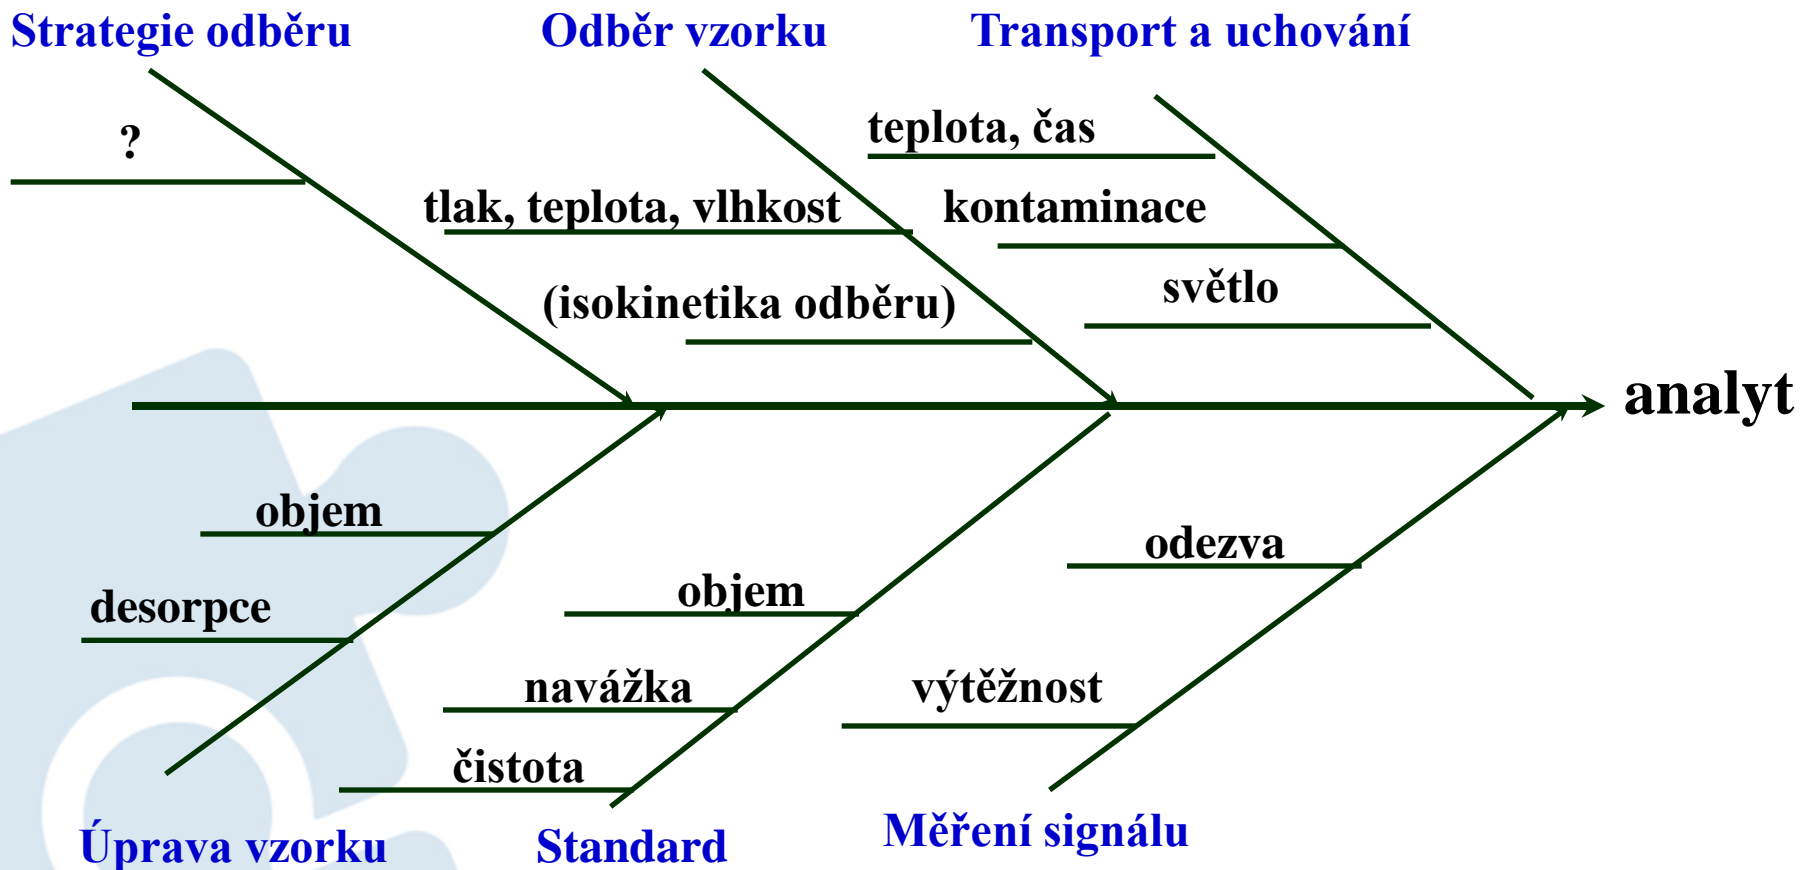 Strategie odběru
Odběr vzorku
Transport a uchování
?
teplota, čas
tlak, teplota, vlhkost
kontaminace
(isokinetika odběru)
světlo
analyt
objem
odezva
desorpce
objem
navážka
výtěžnost
čistota
Úprava vzorku
Standard
Měření signálu